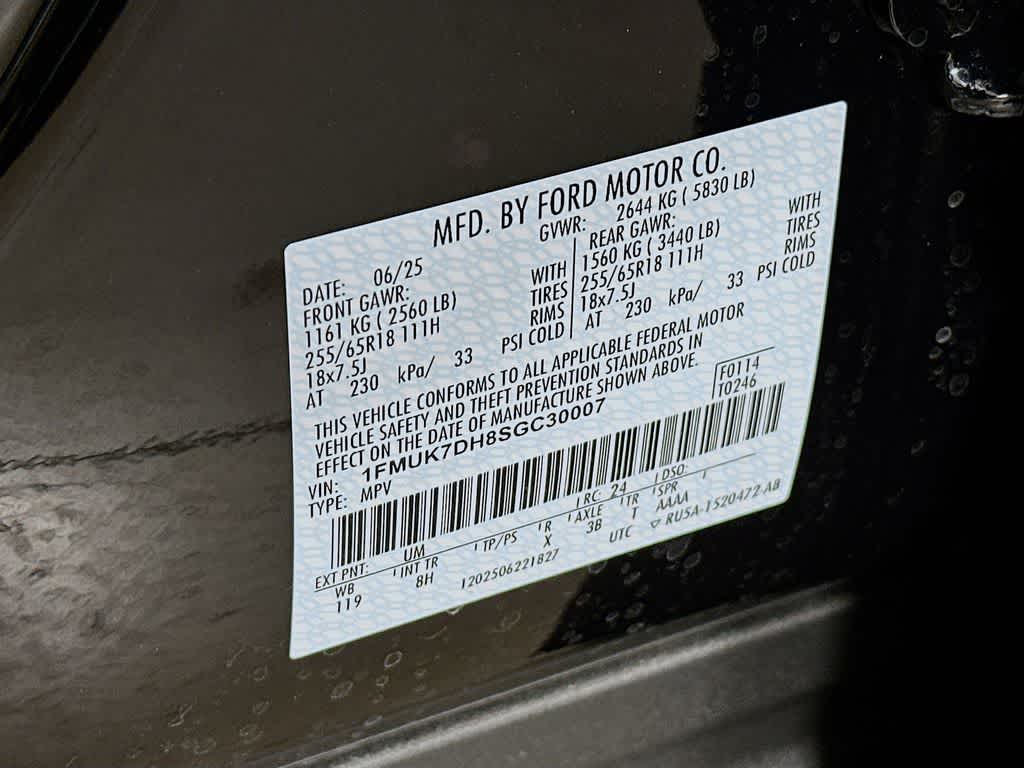 MFD. BY FORD MOTOR CO.
DATE: 06/25
GVWR: 2644 KG ( 5830 LB)
FRONT GAWR:
1161 KG ( 2560 LB) WITH
255/65R18 111H TIRES
18x7.5J RIMS
AT 230 kPa/ 33 PSI COLD
REAR GAWR:
1560 KG ( 3440 LB) WITH
255/65R18 111H TIRES
18x7.5J RIMS
AT 230 kPa/ 33 PSI COLD
THIS VEHICLE CONFORMS TO ALL APPLICABLE FEDERAL MOTOR
VEHICLE SAFETY AND THEFT PREVENTION STANDARDS IN
EFFECT ON THE DATE OF MANUFACTURE SHOWN ABOVE.
VIN: 1FMUK7DH8SGC30007
TYPE: MPV
F0114
T0246
EXT PNT: UM RC: 24 DSO:
WB INT TR TP/PS R AXLE TR SPR
119 8H X 3B T AAAA
1202506221827 UTC ▽ RU5A-1520472-AB